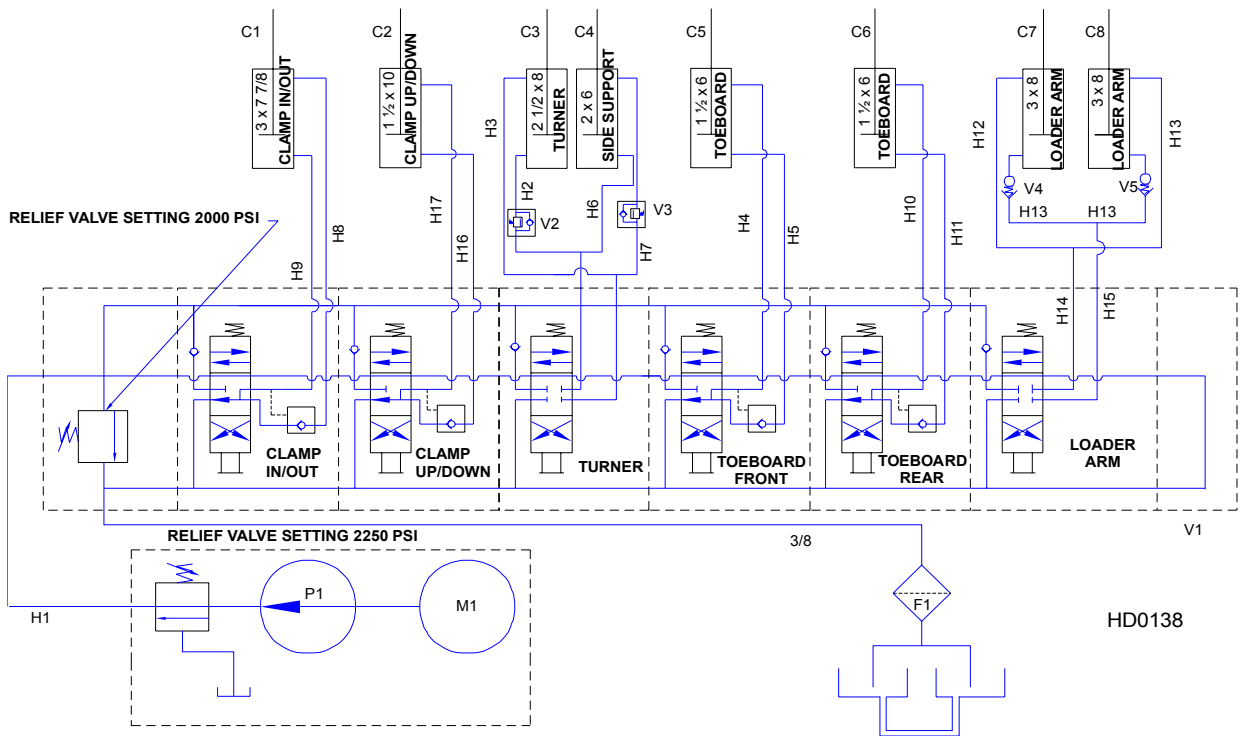 C1
C2
C3
C4
C5
C6
C7
C8
3 x 7 7/8
CLAMP IN/OUT
1 ½ x 10
CLAMP UP/DOWN
2 1/2 x 8
TURNER
2 x 6
SIDE SUPPORT
1 ½ x 6
TOEBOARD
1 ½ x 6
TOEBOARD
3 x 8
LOADER ARM
3 x 8
LOADER ARM
H3
H12
H13
H2
H6
H17
H10
V4
V5
RELIEF VALVE SETTING 2000 PSI
H8
V2
V3
H4
H13
H13
H9
H16
H7
H5
H11
H14
H15
CLAMP
IN/OUT
CLAMP
UP/DOWN
TURNER
TOEBOARD
FRONT
TOEBOARD
REAR
LOADER
ARM
RELIEF VALVE SETTING 2250 PSI
3/8
V1
P1
M1
F1
H1
HD0138